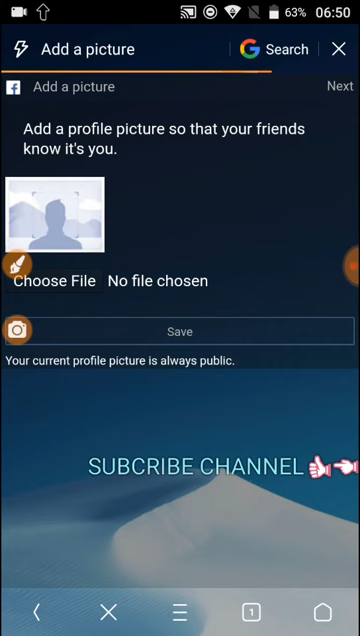 63% 06:50
Add a picture
Search
Add a picture
Next
Add a profile picture so that your friends
know it's you.
Choose File No file chosen
Save
Your current profile picture is always public.
SUBCRIBE CHANNEL
1